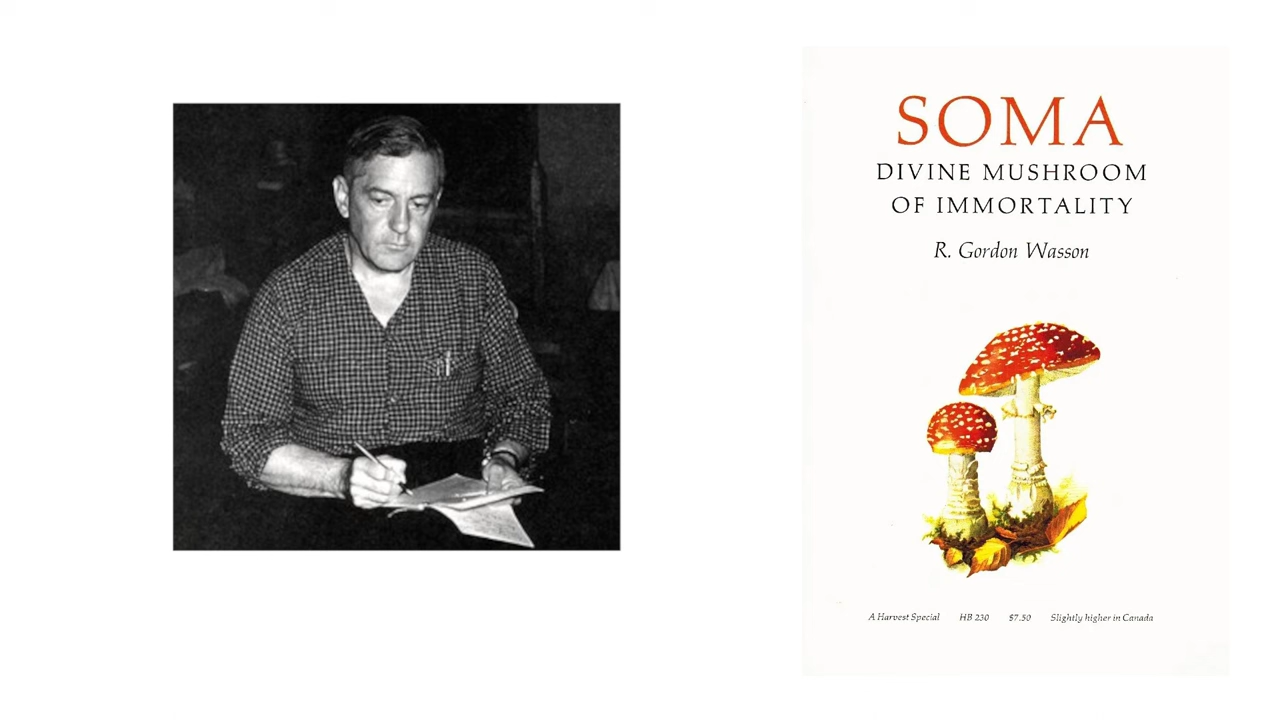 SOMA
DIVINE MUSHROOM
OF IMMORTALITY
R. Gordon Wasson
A Harvest Special HB 230 $7.50 Slightly higher in Canada